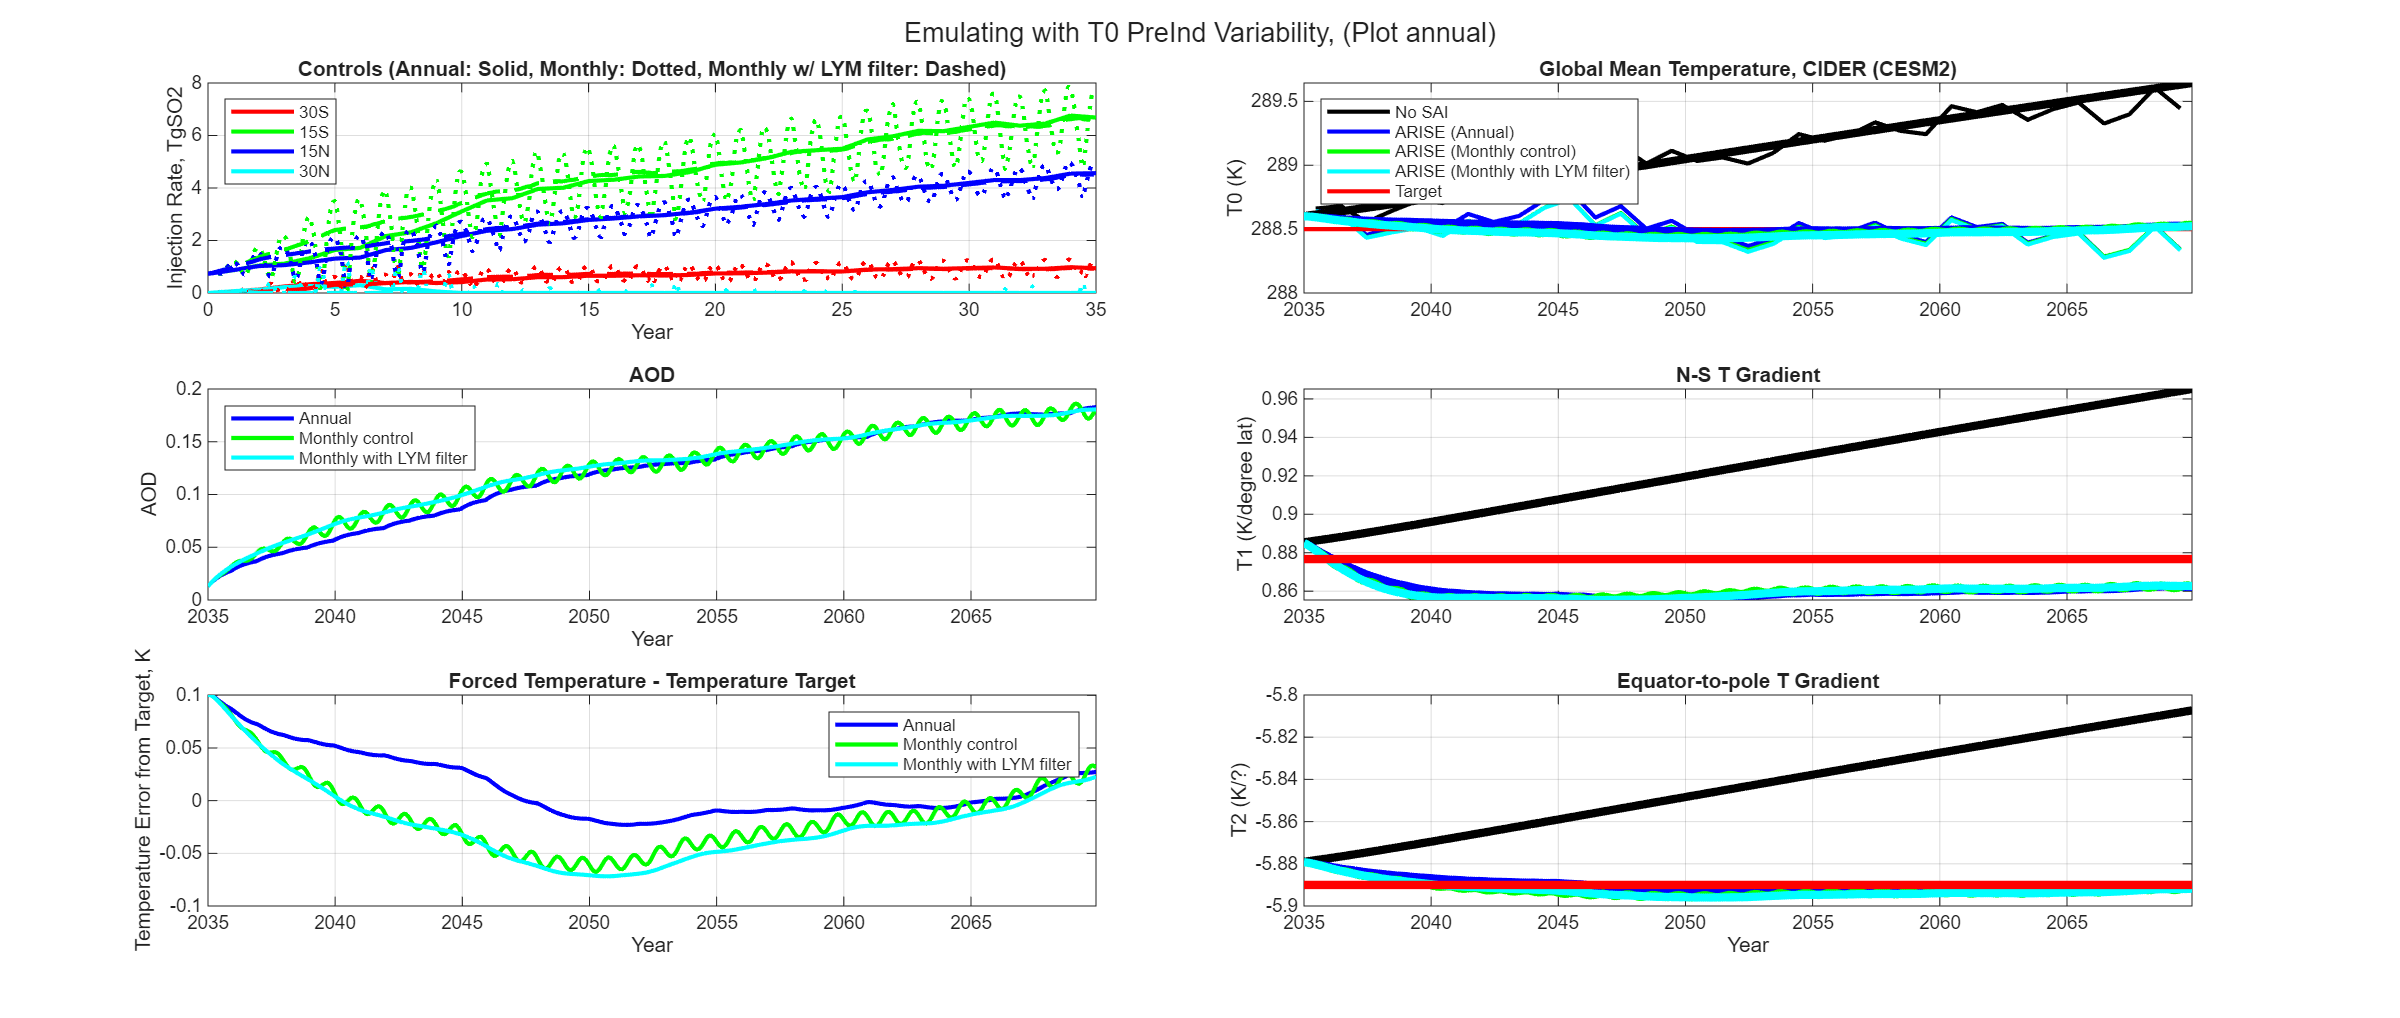 Emulating with T0 PreInd Variability, (Plot annual)
Controls (Annual: Solid, Monthly: Dotted, Monthly w/ LYM filter: Dashed)
Injection Rate, TgSO2
8
6
4
2
0
30S
15S
15N
30N
0 5 10 15 20 25 30 35
Year
Global Mean Temperature, CIDER (CESM2)
T0 (K)
289.5
289
288.5
288
No SAI
ARISE (Annual)
ARISE (Monthly control)
ARISE (Monthly with LYM filter)
Target
2035 2040 2045 2050 2055 2060 2065
AOD
AOD
0.2
0.15
0.1
0.05
0
Annual
Monthly control
Monthly with LYM filter
2035 2040 2045 2050 2055 2060 2065
Year
N-S T Gradient
T1 (K/degree lat)
0.96
0.94
0.92
0.9
0.88
0.86
2035 2040 2045 2050 2055 2060 2065
Forced Temperature - Temperature Target
Temperature Error from Target, K
0.1
0.05
0
-0.05
-0.1
Annual
Monthly control
Monthly with LYM filter
2035 2040 2045 2050 2055 2060 2065
Year
Equator-to-pole T Gradient
T2 (K/?)
-5.8
-5.82
-5.84
-5.86
-5.88
-5.9
2035 2040 2045 2050 2055 2060 2065
Year